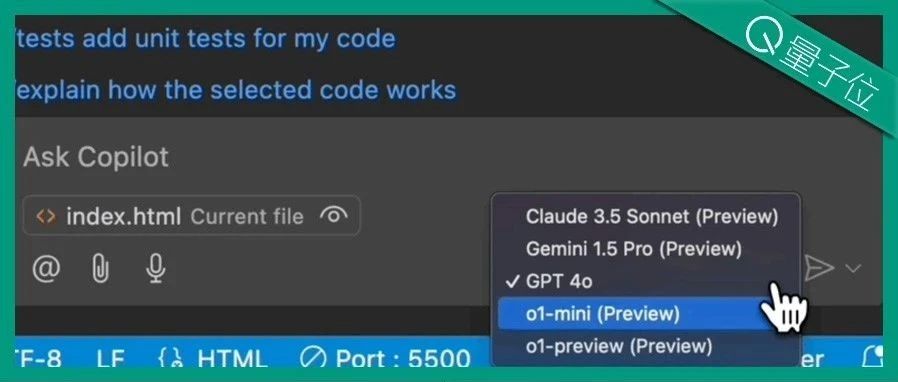 /tests add unit tests for my code
量子位
/explain how the selected code works
Ask Copilot
<> index.html Current file
@
Claude 3.5 Sonnet (Preview)
Gemini 1.5 Pro (Preview)
✓ GPT 4o
o1-mini (Preview)
o1-preview (Preview)
TF-8 LF {} HTML Port : 5500 er